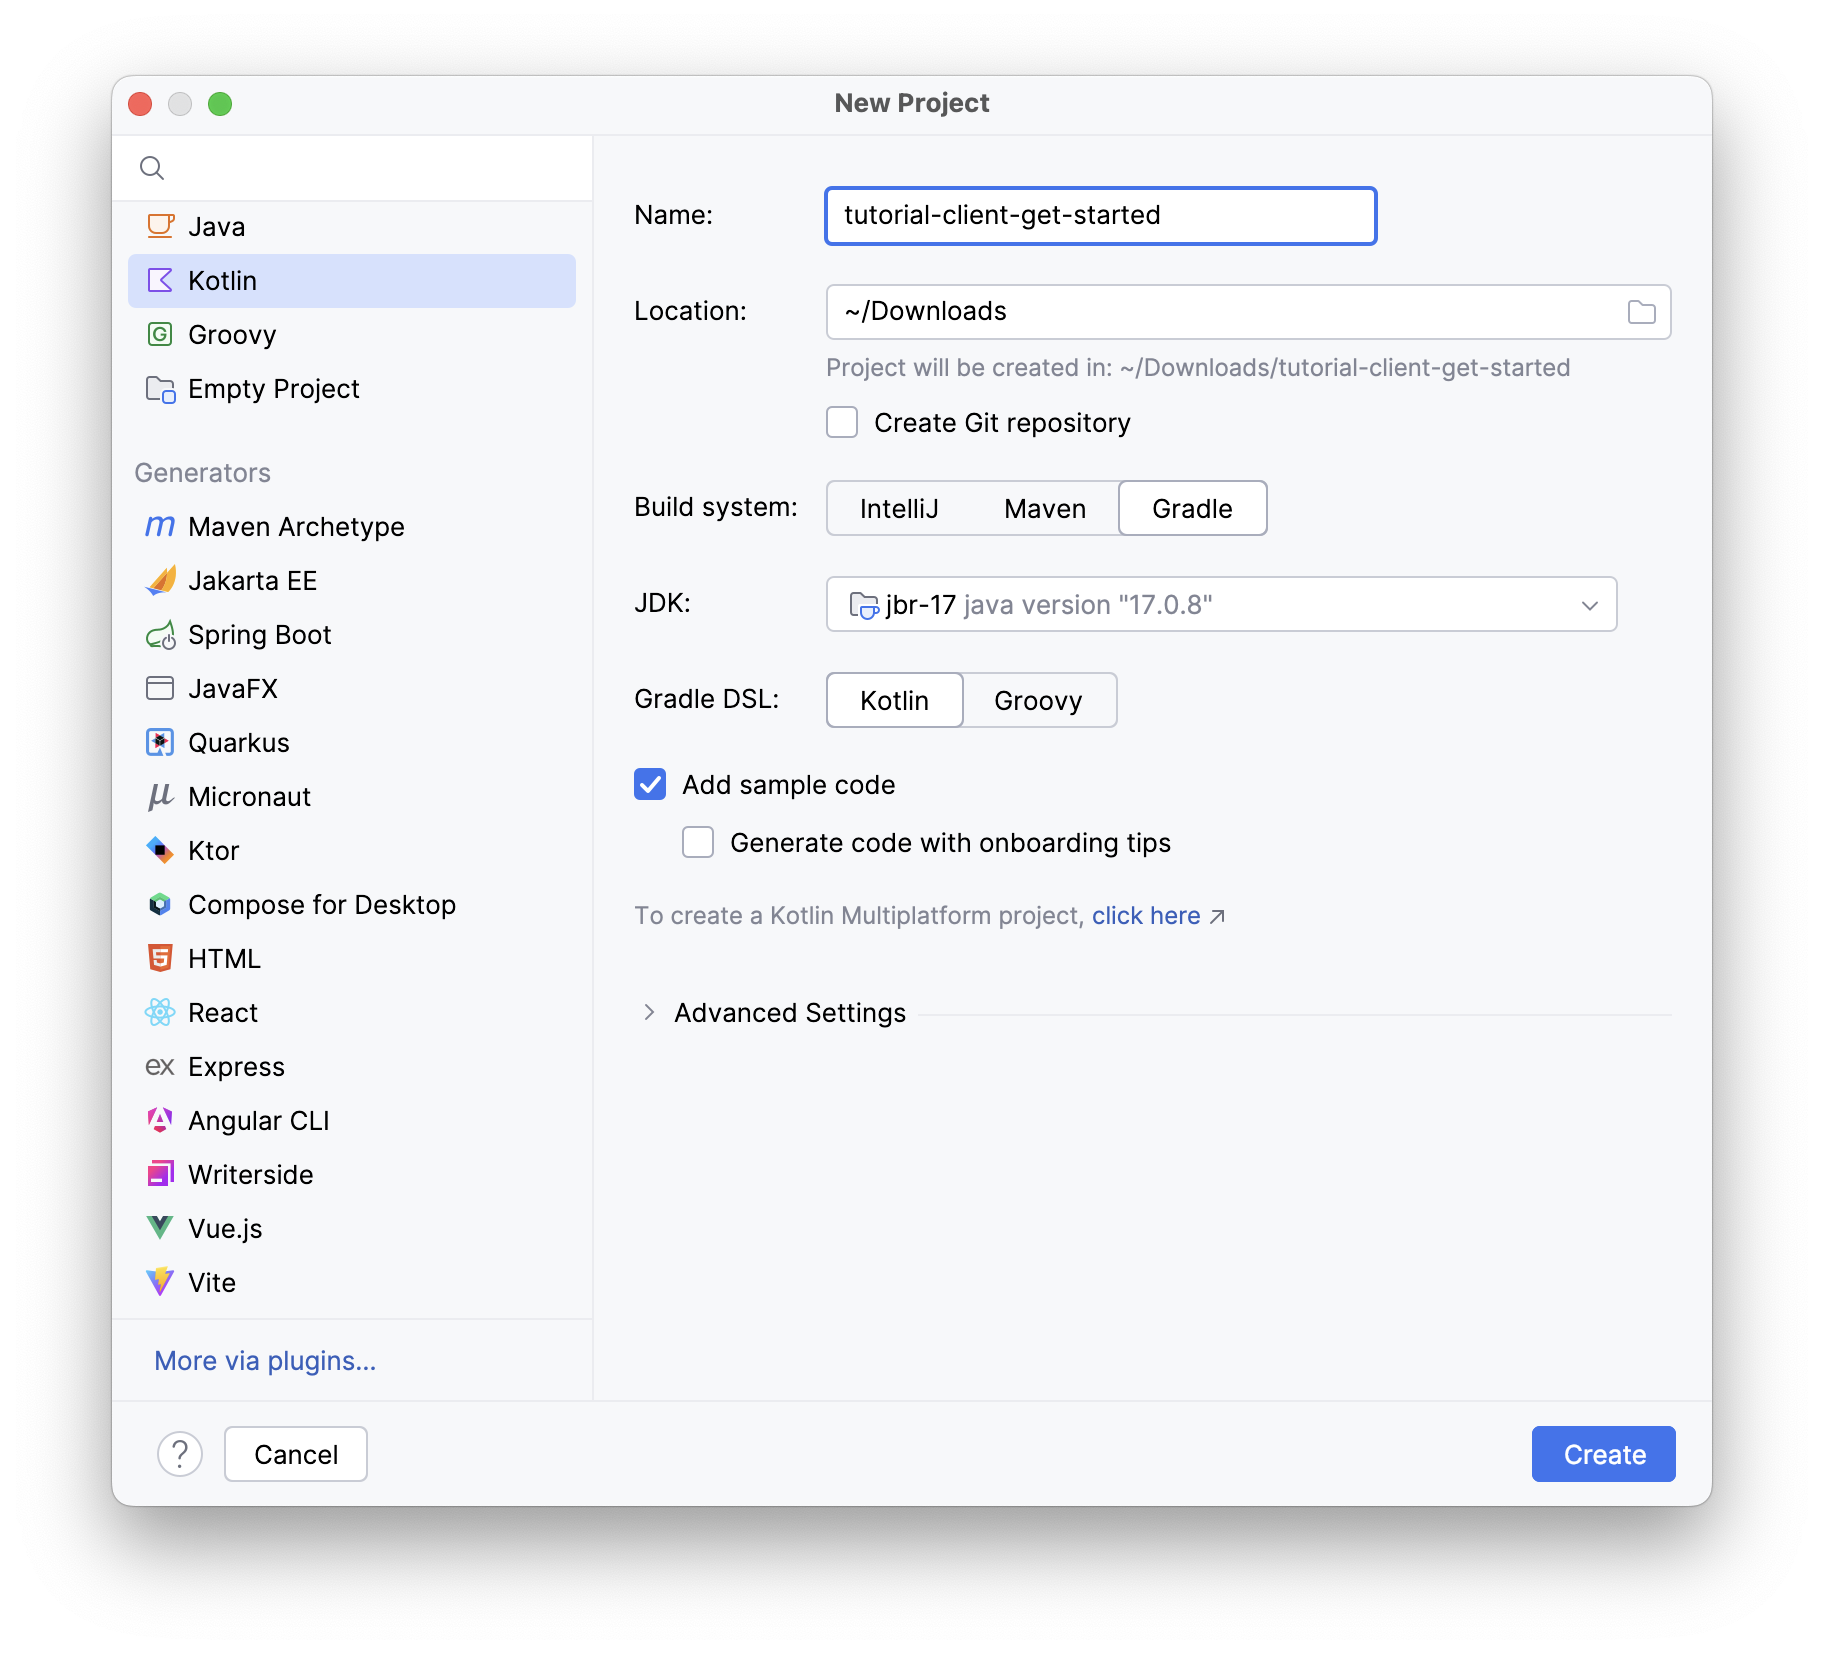 New Project
Java
Kotlin
Groovy
Empty Project
Generators
Maven Archetype
Jakarta EE
Spring Boot
JavaFX
Quarkus
Micronaut
Ktor
Compose for Desktop
HTML
React
Express
Angular CLI
Writerside
Vue.js
Vite
More via plugins...
Name: tutorial-client-get-started
Location: ~/Downloads
Project will be created in: ~/Downloads/tutorial-client-get-started
Create Git repository
Build system: IntelliJ Maven Gradle
JDK: jbr-17 java version "17.0.8"
Gradle DSL: Kotlin Groovy
Add sample code
Generate code with onboarding tips
To create a Kotlin Multiplatform project, click here ↗
Advanced Settings
? Cancel Create